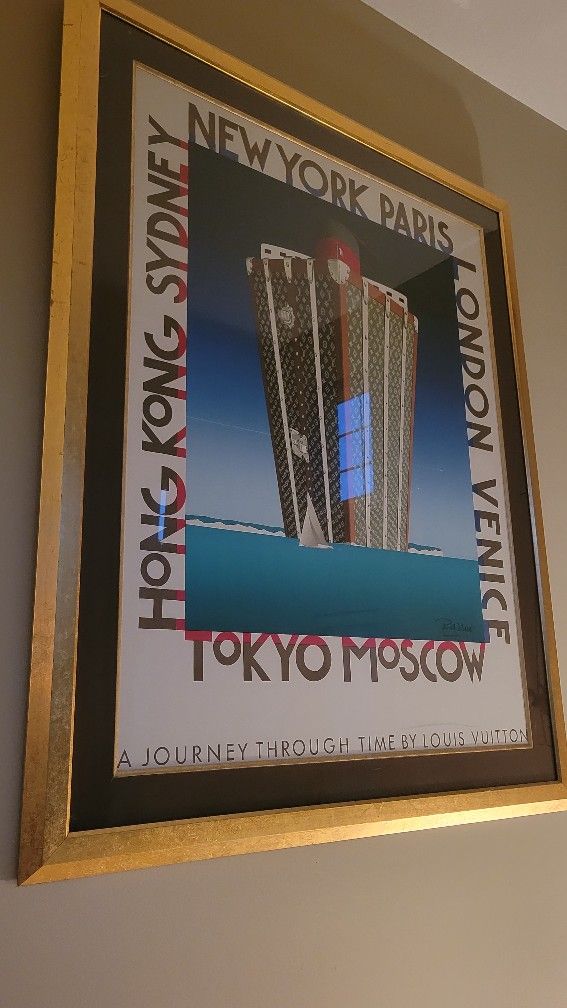 NEW YORK PARIS
LONDON VENICE
HONG KONG SYDNEY
TOKYO MOSCOW
A JOURNEY THROUGH TIME BY LOUIS VUITTON